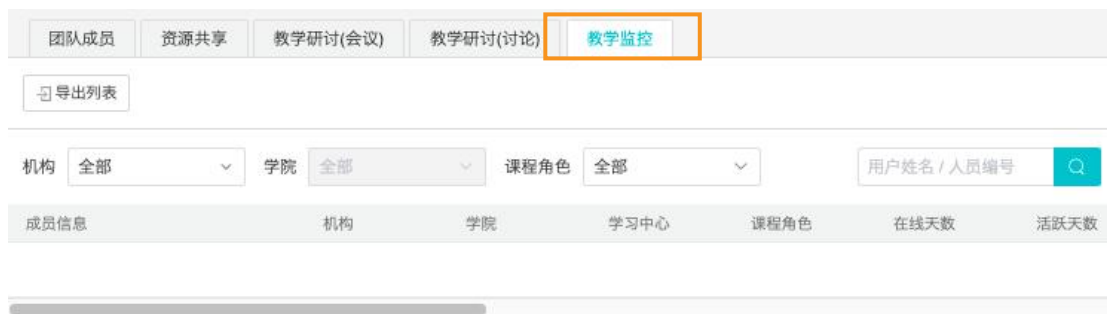 团队成员 资源共享 教学研讨(会议) 教学研讨(讨论) 教学监控
导出列表
机构 全部 学院 全部 课程角色 全部 用户姓名 / 人员编号
成员信息 机构 学院 学习中心 课程角色 在线天数 活跃天数